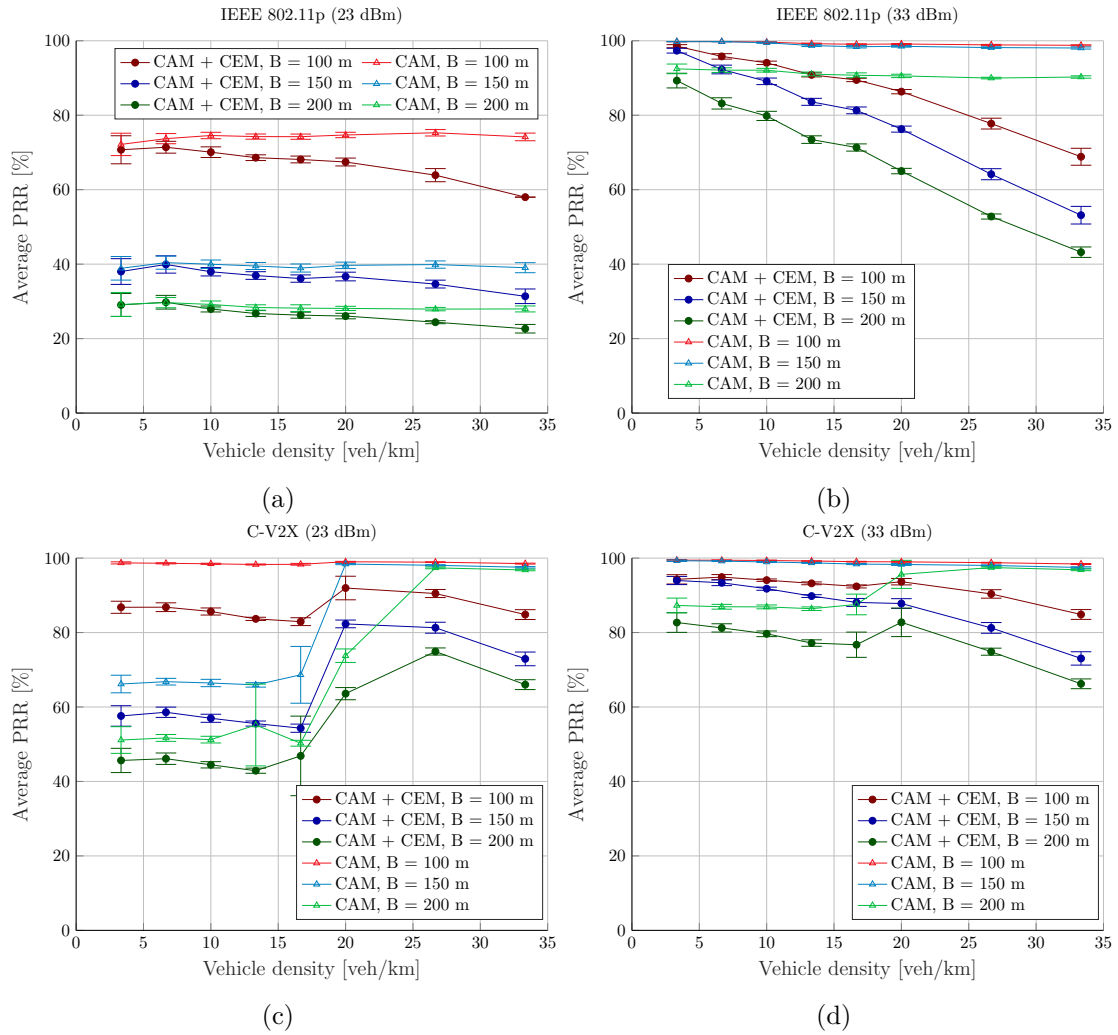 IEEE 802.11p (23 dBm)
100
80
60
40
20
0
0 5 10 15 20 25 30 35
Average PRR [%]
Vehicle density [veh/km]
CAM + CEM, B = 100 m CAM, B = 100 m
CAM + CEM, B = 150 m CAM, B = 150 m
CAM + CEM, B = 200 m CAM, B = 200 m
(a)
IEEE 802.11p (33 dBm)
100
80
60
40
20
0
0 5 10 15 20 25 30 35
Average PRR [%]
Vehicle density [veh/km]
CAM + CEM, B = 100 m
CAM + CEM, B = 150 m
CAM + CEM, B = 200 m
CAM, B = 100 m
CAM, B = 150 m
CAM, B = 200 m
(b)
C-V2X (23 dBm)
100
80
60
40
20
0
0 5 10 15 20 25 30 35
Average PRR [%]
Vehicle density [veh/km]
CAM + CEM, B = 100 m
CAM + CEM, B = 150 m
CAM + CEM, B = 200 m
CAM, B = 100 m
CAM, B = 150 m
CAM, B = 200 m
(c)
C-V2X (33 dBm)
100
80
60
40
20
0
0 5 10 15 20 25 30 35
Average PRR [%]
Vehicle density [veh/km]
CAM + CEM, B = 100 m
CAM + CEM, B = 150 m
CAM + CEM, B = 200 m
CAM, B = 100 m
CAM, B = 150 m
CAM, B = 200 m
(d)